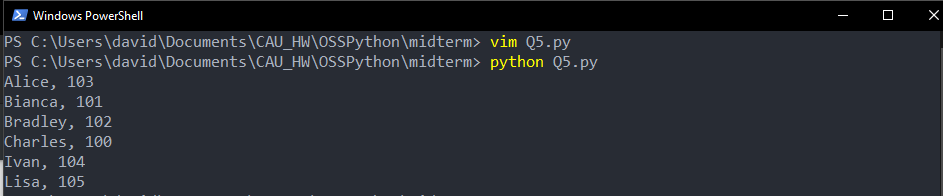 Windows PowerShell
PS C:\Users\david\Documents\CAU_HW\OSSPython\midterm> vim Q5.py
PS C:\Users\david\Documents\CAU_HW\OSSPython\midterm> python Q5.py
Alice, 103
Bianca, 101
Bradley, 102
Charles, 100
Ivan, 104
Lisa, 105